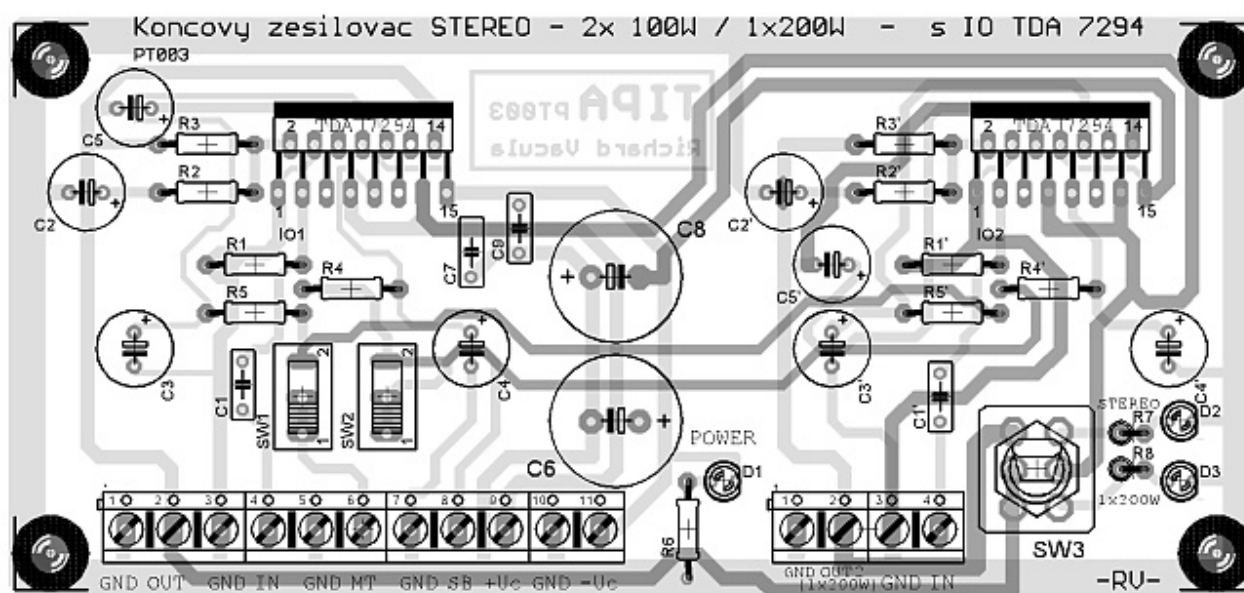 Koncovy zesilovac STEREO - 2x 100W / 1x200W - s IO TDA 7294
PT003
TIPA PT003
Richard Vacula
C5
R3
2 TDA 7294 14
R3'
2 TDA 7294 14
R2
C2
1
15
IO1
C7
C9
C8
C2'
R2'
1
15
IO2
R1
R4
R5
C5'
R1'
R4'
R5'
C3
C1
SW1
2
1
SW2
2
1
C4
C6
C3'
C1'
C4'
STEREO
R7
D2
R8
D3
1x200W
POWER
D1
R6
SW3
1 2 3 4 5 6 7 8 9 10 11
1 2 3 4
GND OUT GND IN GND MT GND SB +Uc GND -Uc
GND OUT2 (1x200W) GND IN
-RV-